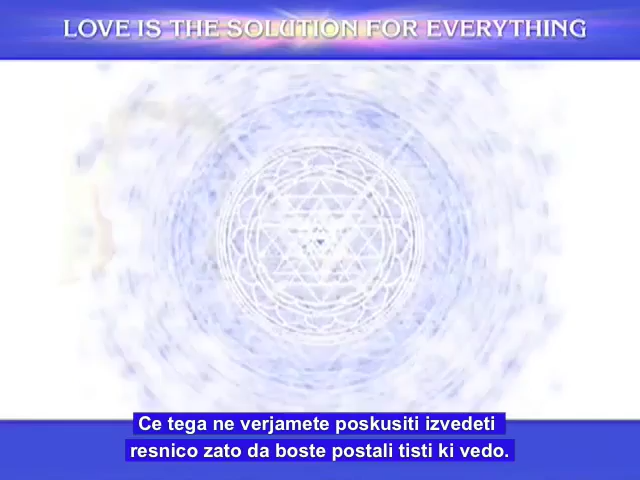 LOVE IS THE SOLUTION FOR EVERYTHING
Ce tega ne verjamete poskusiti izvedeti
resnico zato da boste postali tisti ki vedo.